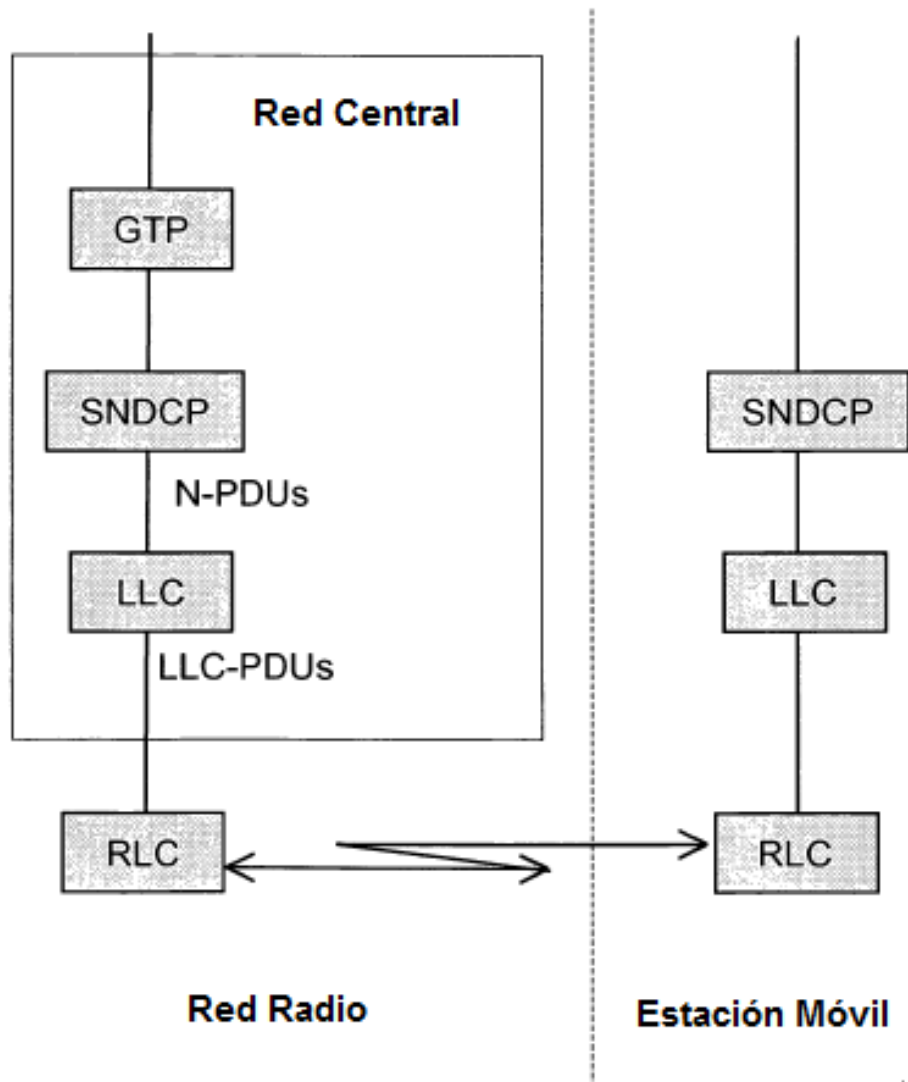 Red Central
GTP
SNDCP
SNDCP
N-PDUs
LLC
LLC
LLC-PDUs
RLC
RLC
Red Radio
Estación Móvil